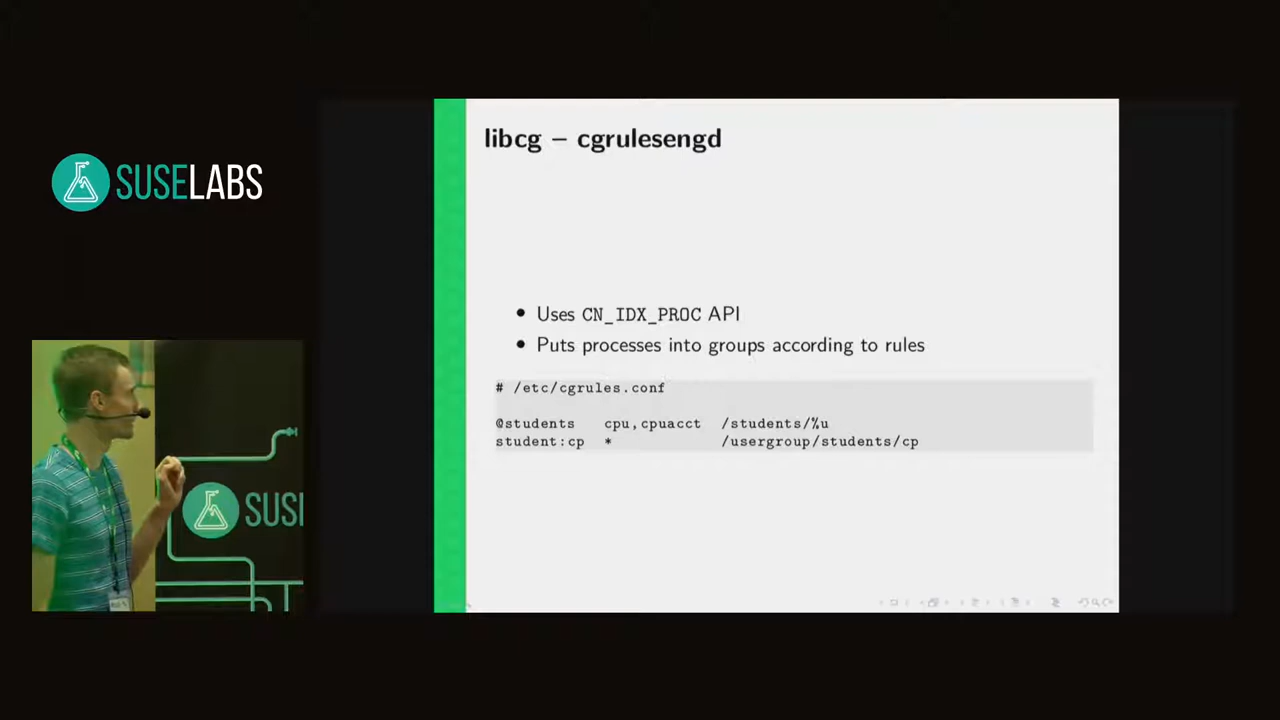 SUSELABS
libcg – cgrulesengd
• Uses CN_IDX_PROC API
• Puts processes into groups according to rules
# /etc/cgrules.conf
@students cpu,cpuacct /students/%u
student:cp * /usergroup/students/cp
SUS